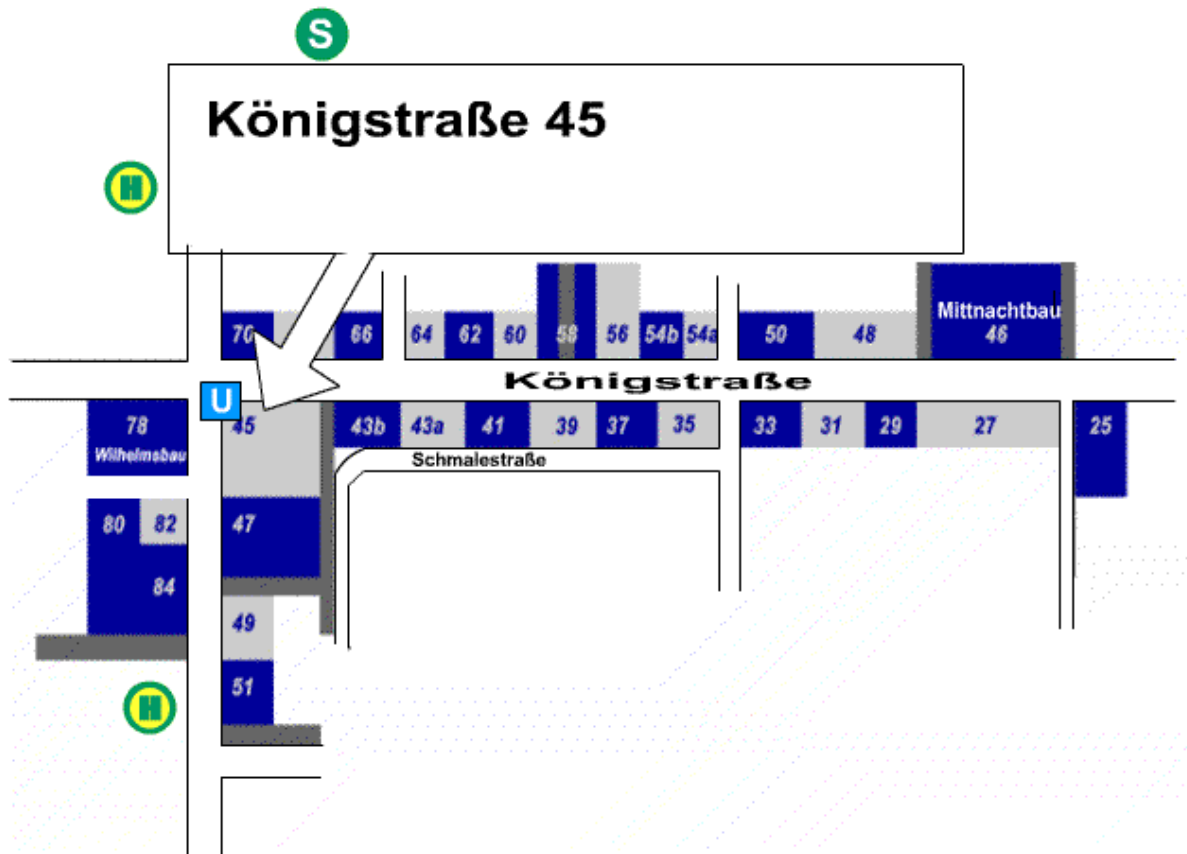 S
Königstraße 45
H
Mittnachtbau
70 66 64 62 60 58 56 54b 54a 50 48 46
Königstraße
U
78 45 43b 43a 41 39 37 35 33 31 29 27 25
Wilhelmsbau
Schmalestraße
80 82 47
84
49
51
H